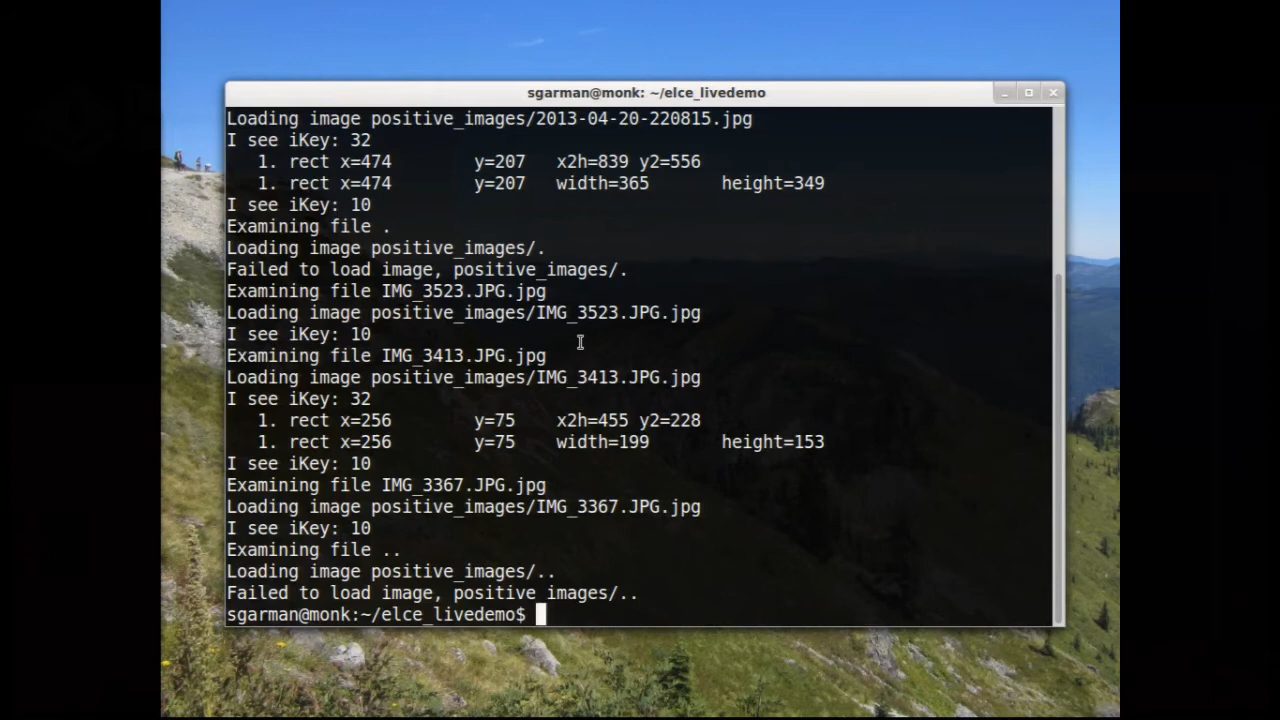 sgarman@monk: ~/elce_livedemo
Loading image positive_images/2013-04-20-220815.jpg
I see iKey: 32
   1. rect x=474        y=207   x2h=839 y2=556
   1. rect x=474        y=207   width=365       height=349
I see iKey: 10
Examining file .
Loading image positive_images/.
Failed to load image, positive_images/.
Examining file IMG_3523.JPG.jpg
Loading image positive_images/IMG_3523.JPG.jpg
I see iKey: 10
Examining file IMG_3413.JPG.jpg
Loading image positive_images/IMG_3413.JPG.jpg
I see iKey: 32
   1. rect x=256        y=75    x2h=455 y2=228
   1. rect x=256        y=75    width=199       height=153
I see iKey: 10
Examining file IMG_3367.JPG.jpg
Loading image positive_images/IMG_3367.JPG.jpg
I see iKey: 10
Examining file ..
Loading image positive_images/..
Failed to load image, positive_images/..
sgarman@monk:~/elce_livedemo$